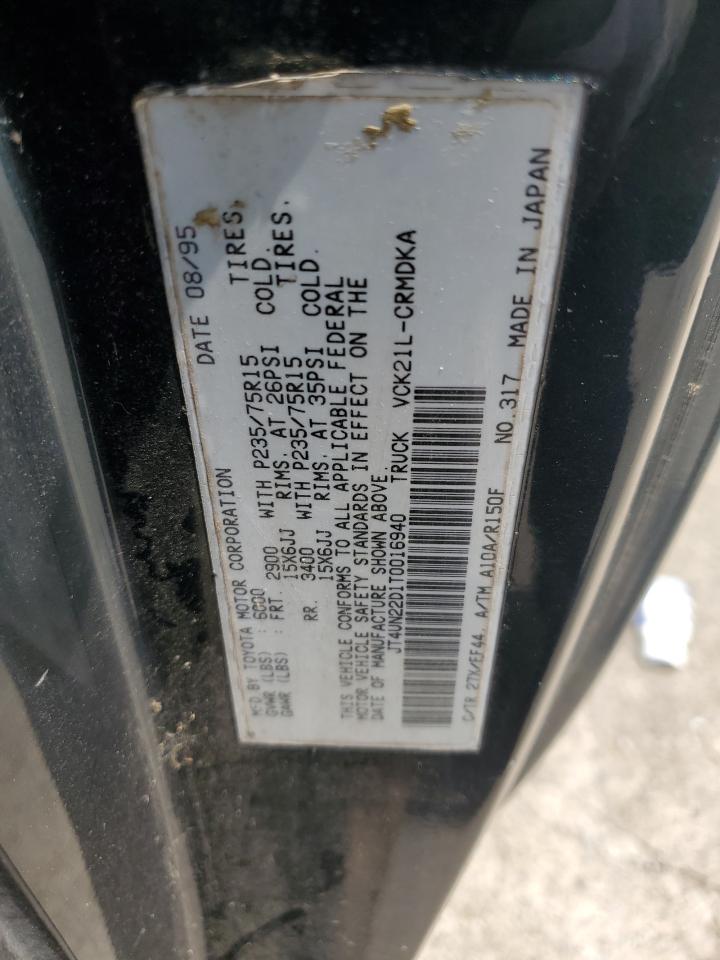 MFD BY TOYOTA MOTOR CORPORATION DATE 08/95
GVWR (LBS) : 6000
GAWR (LBS) : FRT. 2900 WITH P235/75R15 TIRES,
15X6JJ RIMS, AT 26PSI COLD.
RR. 3400 WITH P235/75R15 TIRES.
15X6JJ RIMS, AT 35PSI COLD.
THIS VEHICLE CONFORMS TO ALL APPLICABLE FEDERAL
MOTOR VEHICLE SAFETY STANDARDS IN EFFECT ON THE
DATE OF MANUFACTURE SHOWN ABOVE.
JT4UN22D1T0016940 TRUCK VCK21L-CRMDKA
C/TR 27X/EF44 A/TM A10A/R150F
NO.317 MADE IN JAPAN